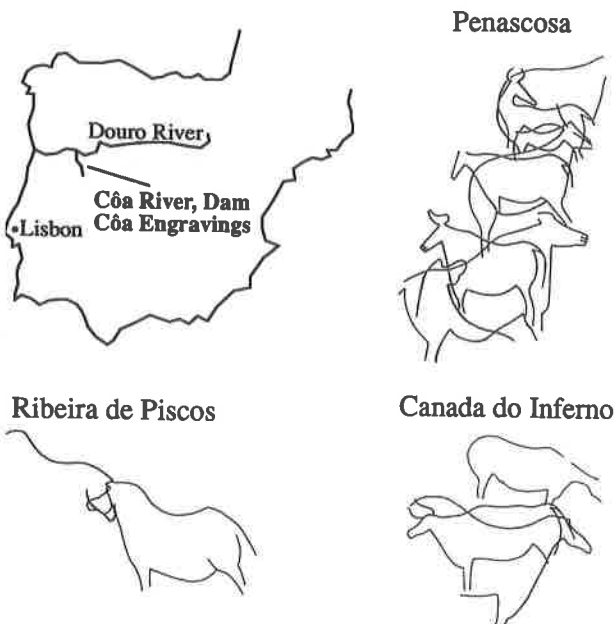 Penascosa
Douro River
Côa River, Dam
Côa Engravings
•Lisbon
Ribeira de Piscos
Canada do Inferno